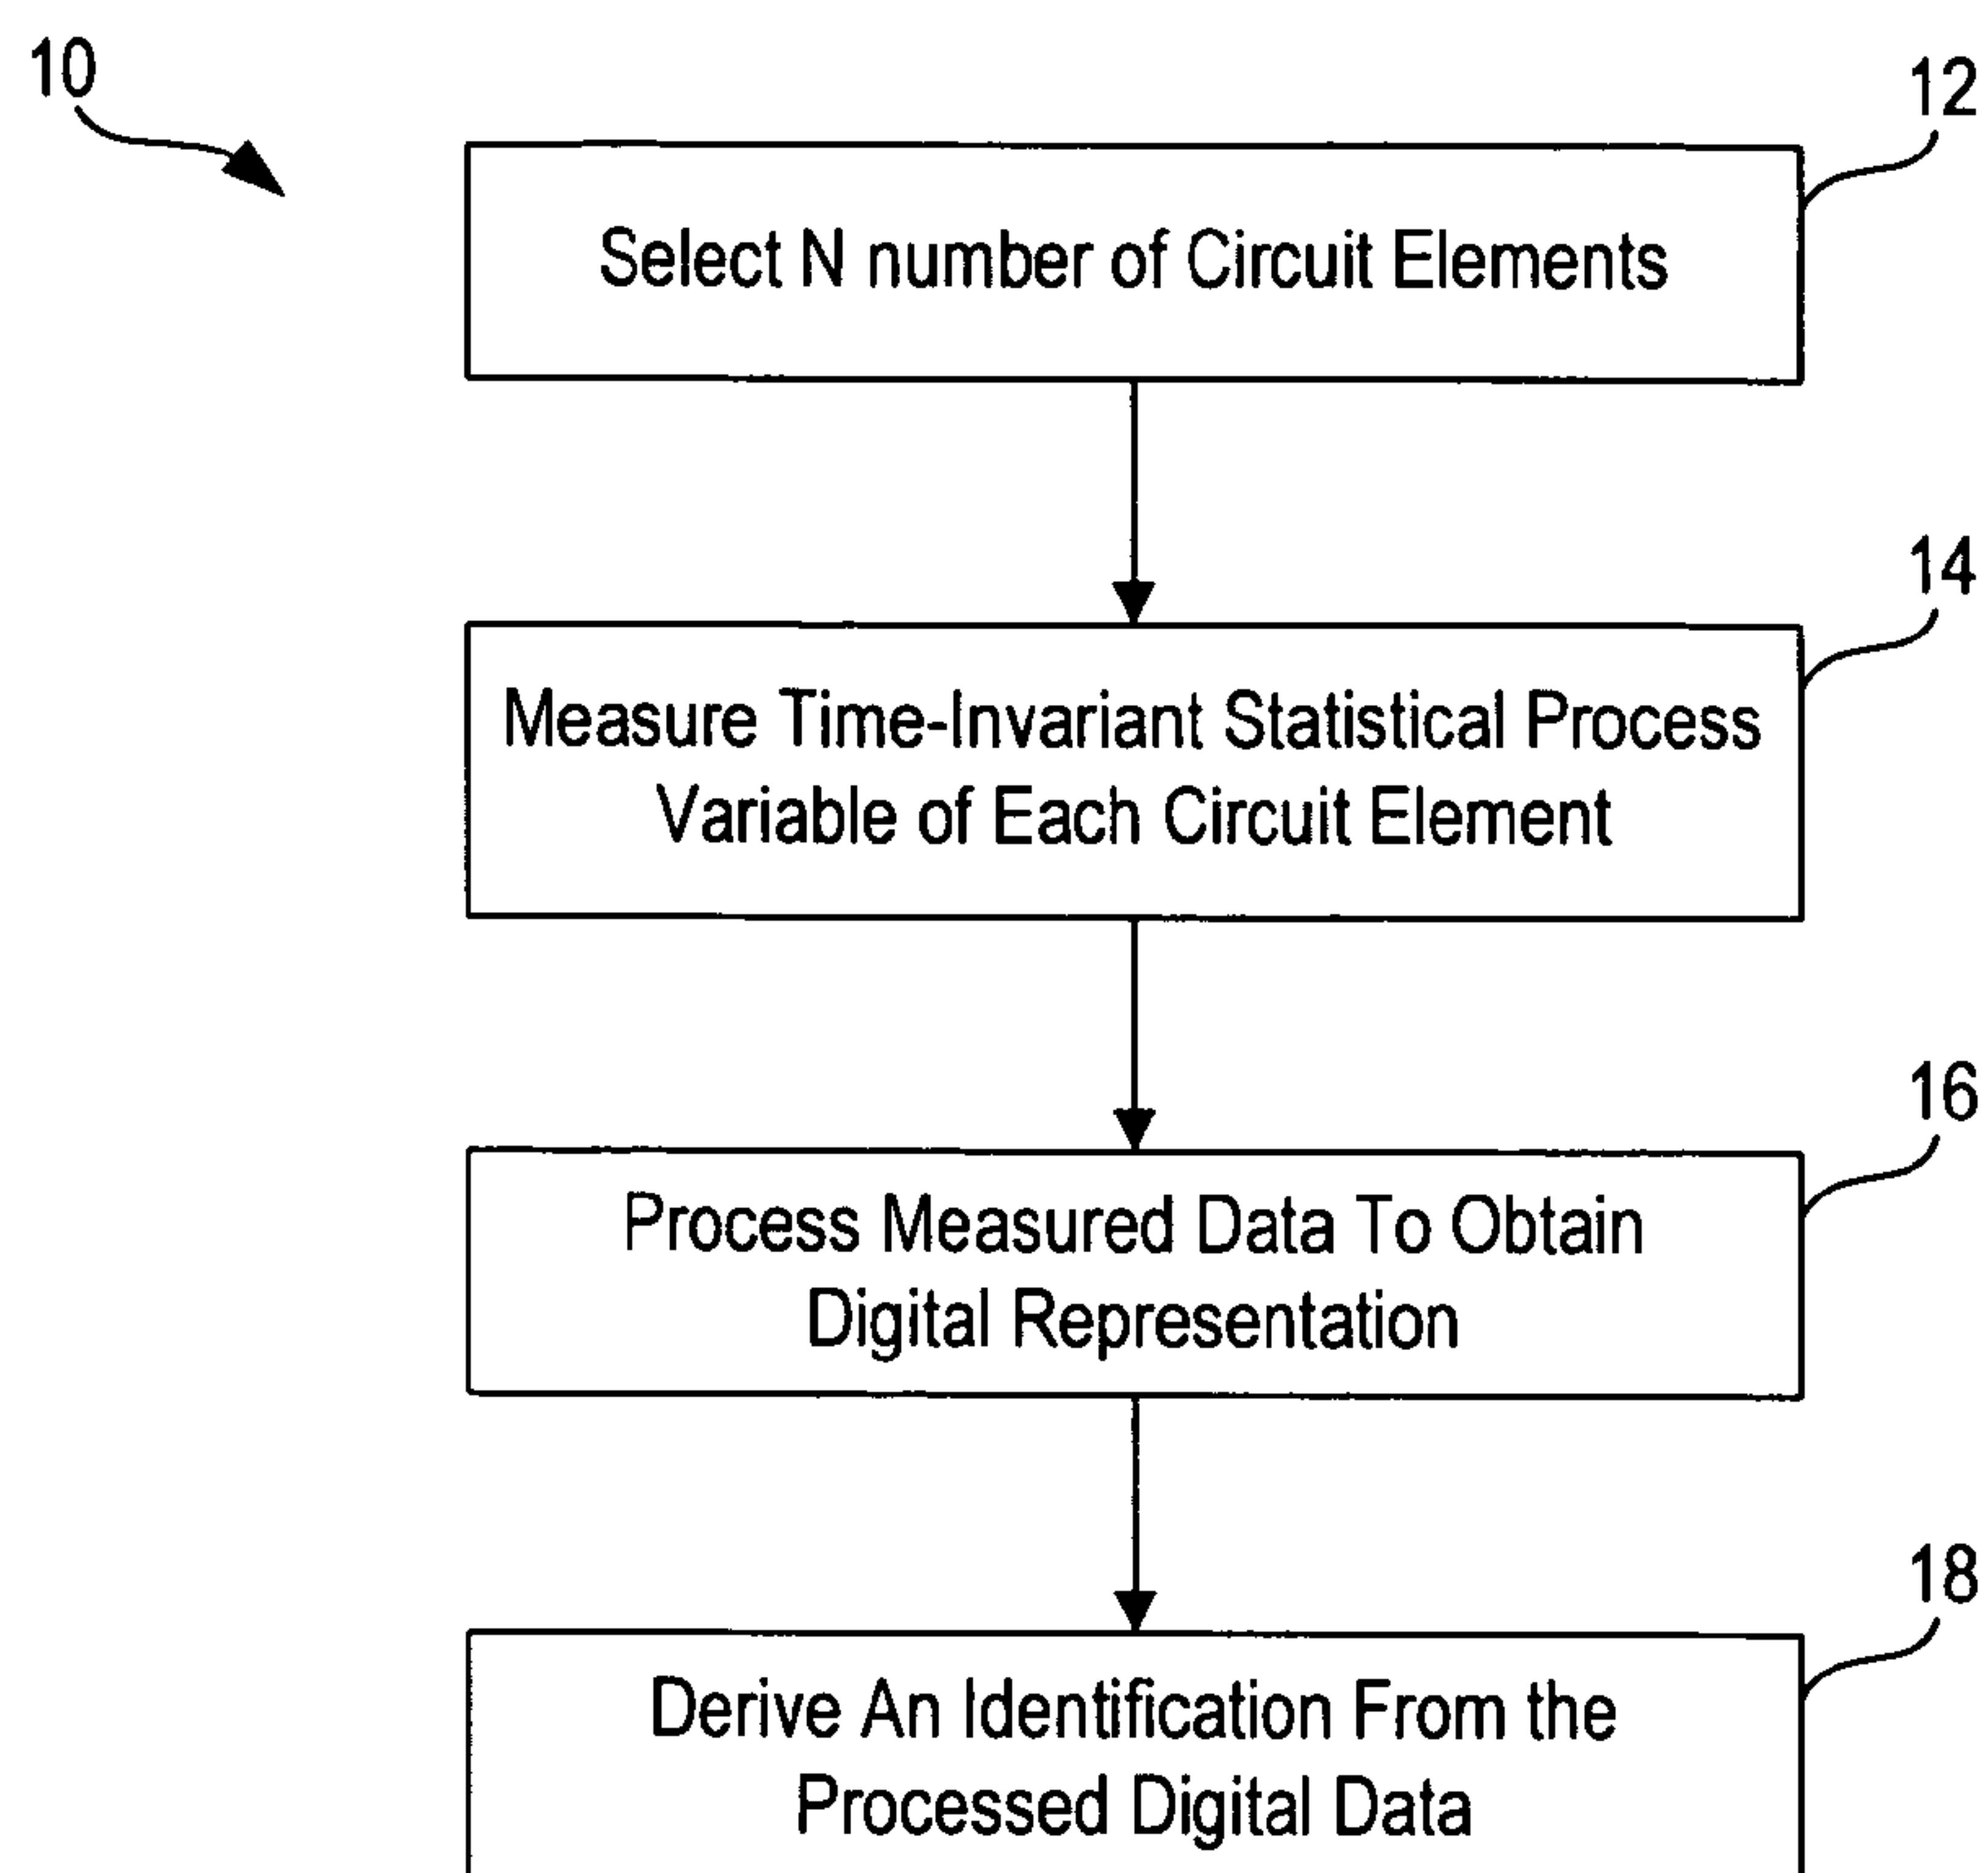 10
12
Select N number of Circuit Elements
14
Measure Time-Invariant Statistical Process
Variable of Each Circuit Element
16
Process Measured Data To Obtain
Digital Representation
18
Derive An Identification From the
Processed Digital Data